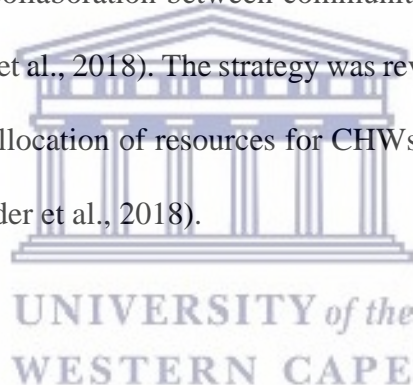 ollaboration between communit
et al., 2018). The strategy was rev
llocation of resources for CHWs
der et al., 2018).
UNIVERSITY of the
WESTERN CAPE